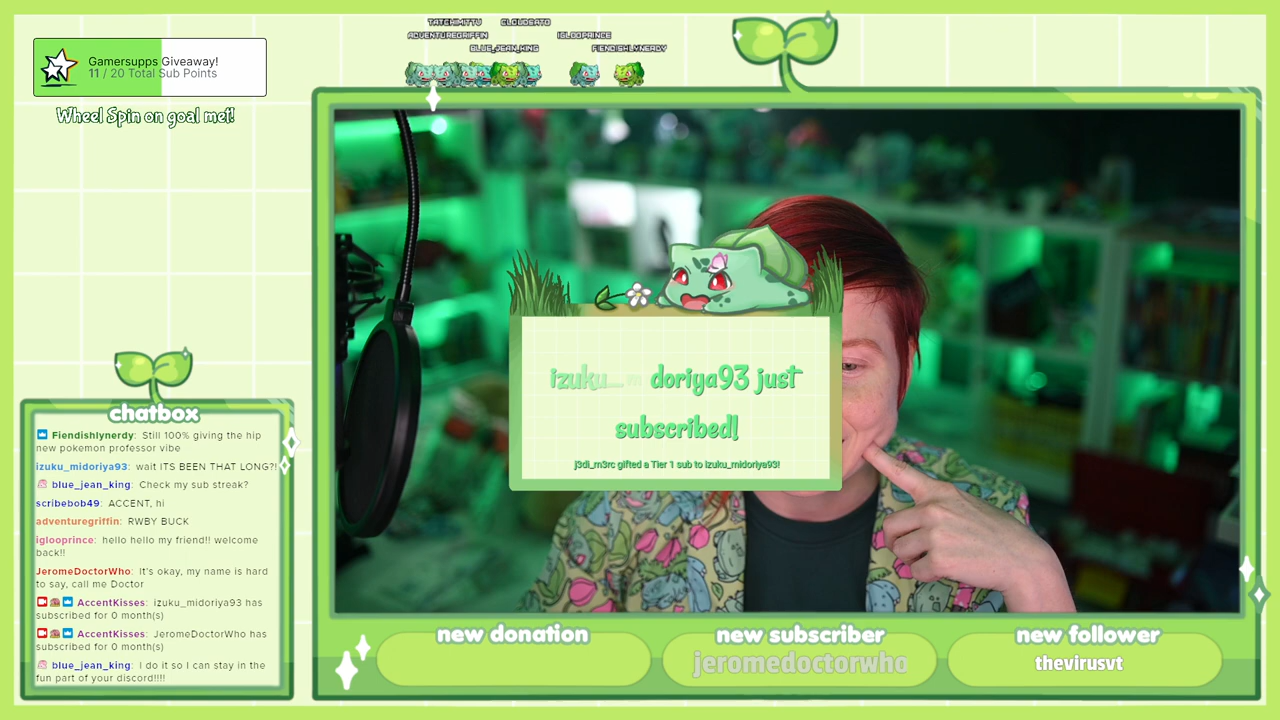 TATCHIMITTV
CLOUDCATO
ADVENTUREGRIFFIN
IGLOOPRINCE
BLUE_JEAN_KING
FIENDISHLYNERDY
Gamersupps Giveaway!
11 / 20 Total Sub Points
Wheel Spin on goal met!
izuku_m doriya93 just
subscribed!
j3di_m3rc gifted a Tier 1 sub to izuku_midoriya93!
chatbox
Fiendishlynerdy: Still 100% giving the hip
new pokemon professor vibe
izuku_midoriya93: wait ITS BEEN THAT LONG?!
blue_jean_king: Check my sub streak?
scribebob49: ACCENT, hi
adventuregriffin: RWBY BUCK
iglooprince: hello hello my friend!! welcome
back!!
JeromeDoctorWho: It's okay, my name is hard
to say, call me Doctor
AccentKisses: izuku_midoriya93 has
subscribed for 0 month(s)
AccentKisses: JeromeDoctorWho has
subscribed for 0 month(s)
blue_jean_king: I do it so I can stay in the
fun part of your discord!!!!
new donation
new subscriber
jeromedoctorwho
new follower
thevirusvt